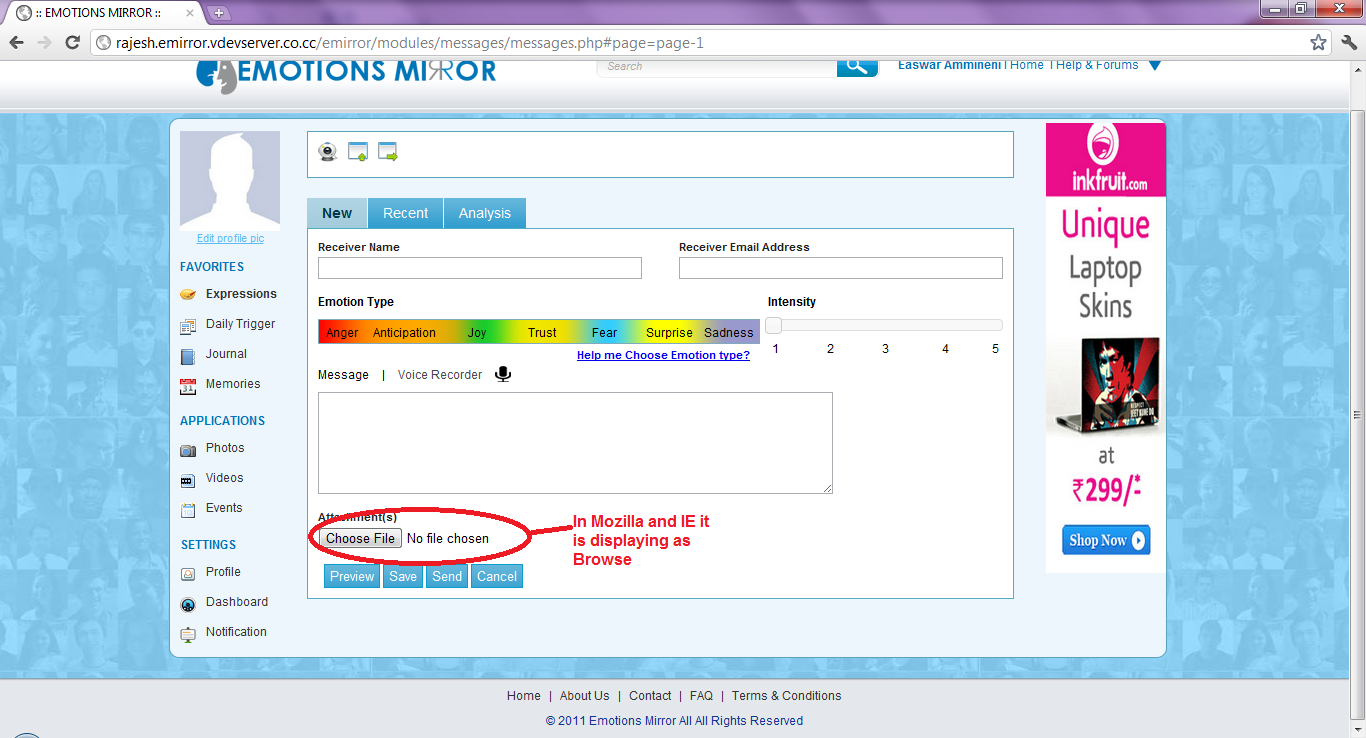 :: EMOTIONS MIRROR ::
rajesh.emirror.vdevserver.co.cc/emirror/modules/messages/messages.php#page=page-1
EMOTIONS MIRROR
Search
Easwar Ammineni | Home | Help & Forums
Edit profile pic
FAVORITES
Expressions
Daily Trigger
Journal
Memories
31
APPLICATIONS
Photos
Videos
Events
SETTINGS
Profile
Dashboard
Notification
New Recent Analysis
Receiver Name Receiver Email Address
Emotion Type Intensity
Anger Anticipation Joy Trust Fear Surprise Sadness
1 2 3 4 5
Help me Choose Emotion type?
Message | Voice Recorder
Attachment(s)
Choose File No file chosen
In Mozilla and IE it
is displaying as
Browse
Preview Save Send Cancel
inkfruit.com
Unique
Laptop
Skins
at
₹299/-*
Shop Now
Home | About Us | Contact | FAQ | Terms & Conditions
© 2011 Emotions Mirror All All Rights Reserved